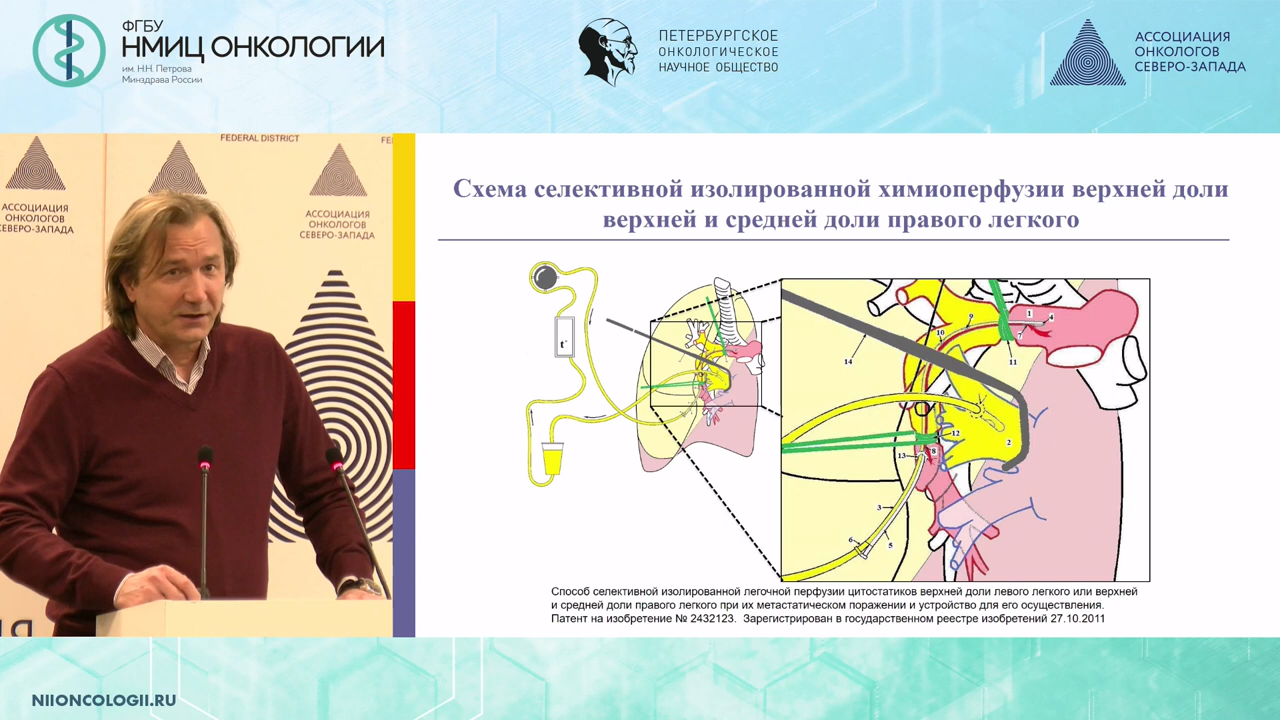 ФГБУ
НМИЦ ОНКОЛОГИИ
им. Н.Н. Петрова
Минздрава России
ПЕТЕРБУРГСКОЕ
ОНКОЛОГИЧЕСКОЕ
НАУЧНОЕ ОБЩЕСТВО
АССОЦИАЦИЯ
ОНКОЛОГОВ
СЕВЕРО-ЗАПАДА
FEDERAL DISTRICT
АССОЦИАЦИЯ
ОНКОЛОГОВ
СЕВЕРО-ЗАПАДА
АССОЦИАЦИЯ
ОНКОЛОГОВ
СЕВЕРО-ЗАПАДА
Схема селективной изолированной химиоперфузии верхней доли
верхней и средней доли правого легкого
t°
1
4
9
7
10
14
11
12
2
8
13
3
6
5
Способ селективной изолированной легочной перфузии цитостатиков верхней доли левого легкого или верхней
и средней доли правого легкого при их метастатическом поражении и устройство для его осуществления.
Патент на изобретение № 2432123. Зарегистрирован в государственном реестре изобретений 27.10.2011
NIIONCOLOGII.RU